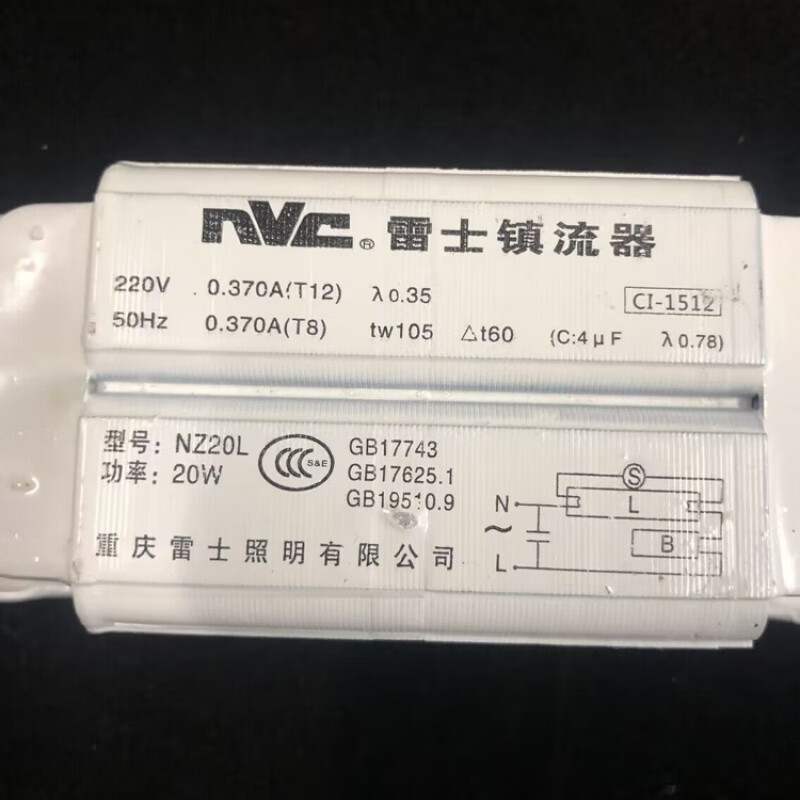 NVC® 雷士镇流器
220V 0.370A(T12) λ0.35 CI-1512
50Hz 0.370A(T8) tw105 △t60 (C:4μF λ0.78)
型号: NZ20L
功率: 20W
CCC S&E
GB17743
GB17625.1
GB19510.9
重庆雷士照明有限公司
S
N L
~ B
L